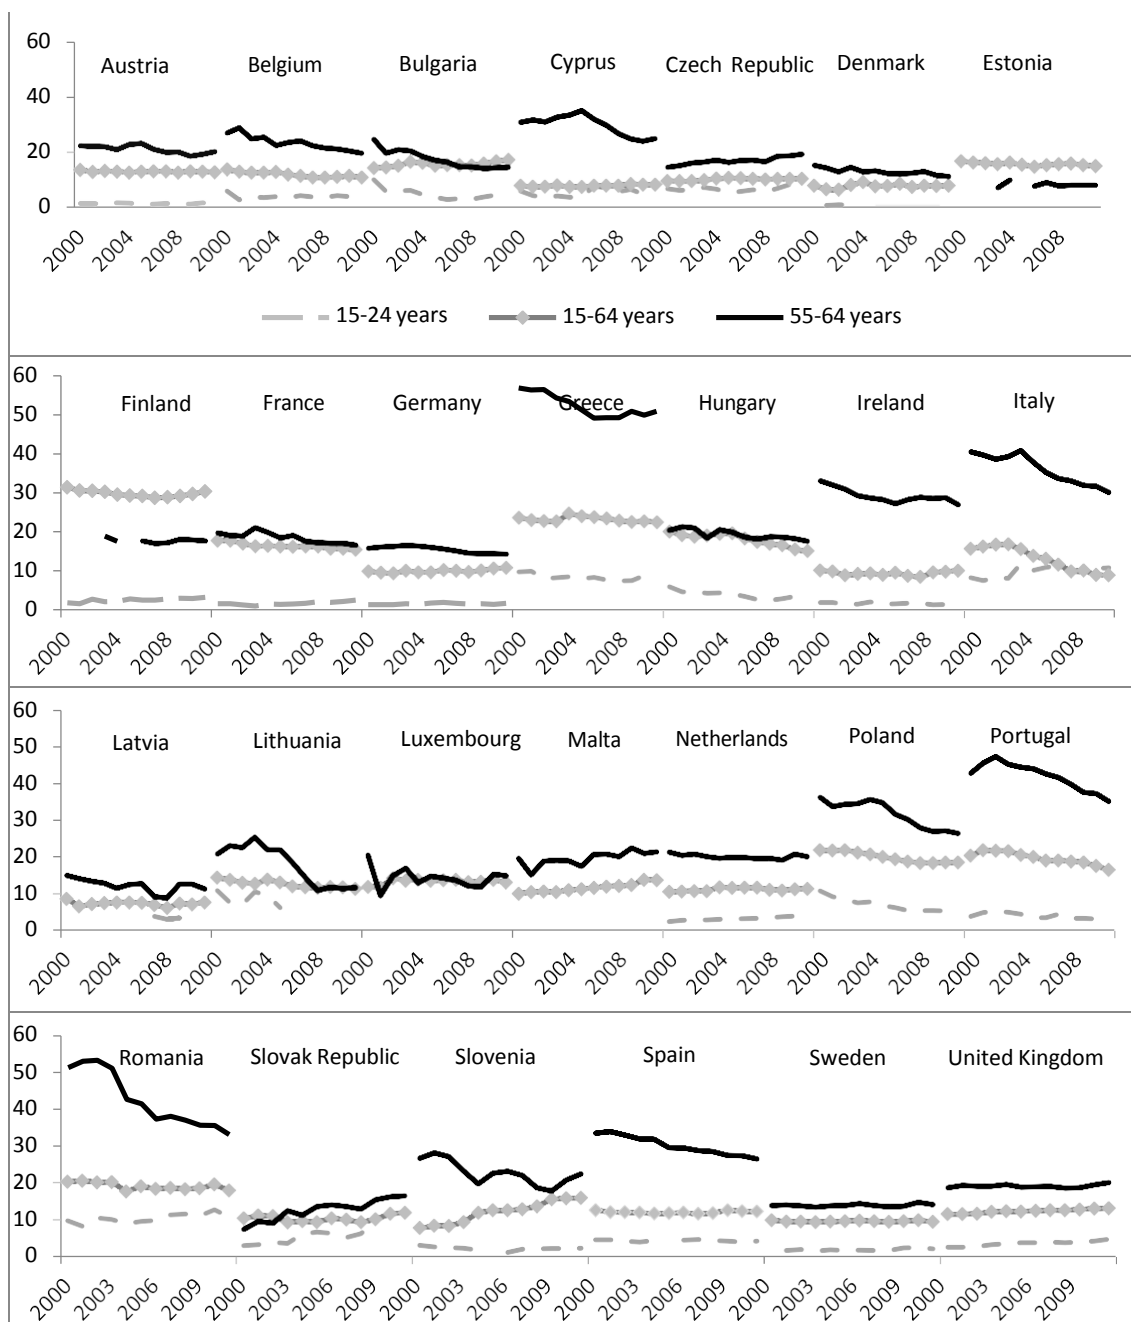 60
Austria Belgium Bulgaria Cyprus Czech Republic Denmark Estonia
40
20
0
2000 2004 2008 2000 2004 2008 2000 2004 2008 2000 2004 2008 2000 2004 2008 2000 2004 2008 2000 2004 2008
15-24 years 15-64 years 55-64 years
60
Finland France Germany Greece Hungary Ireland Italy
50
40
30
20
10
0
2000 2004 2008 2000 2004 2008 2000 2004 2008 2000 2004 2008 2000 2004 2008 2000 2004 2008 2000 2004 2008
60
Latvia Lithuania Luxembourg Malta Netherlands Poland Portugal
50
40
30
20
10
0
2000 2004 2008 2000 2004 2008 2000 2004 2008 2000 2004 2008 2000 2004 2008 2000 2004 2008 2000 2004 2008
60
Romania Slovak Republic Slovenia Spain Sweden United Kingdom
50
40
30
20
10
0
2000 2003 2006 2009 2000 2003 2006 2009 2000 2003 2006 2009 2000 2003 2006 2009 2000 2003 2006 2009 2000 2003 2006 2009